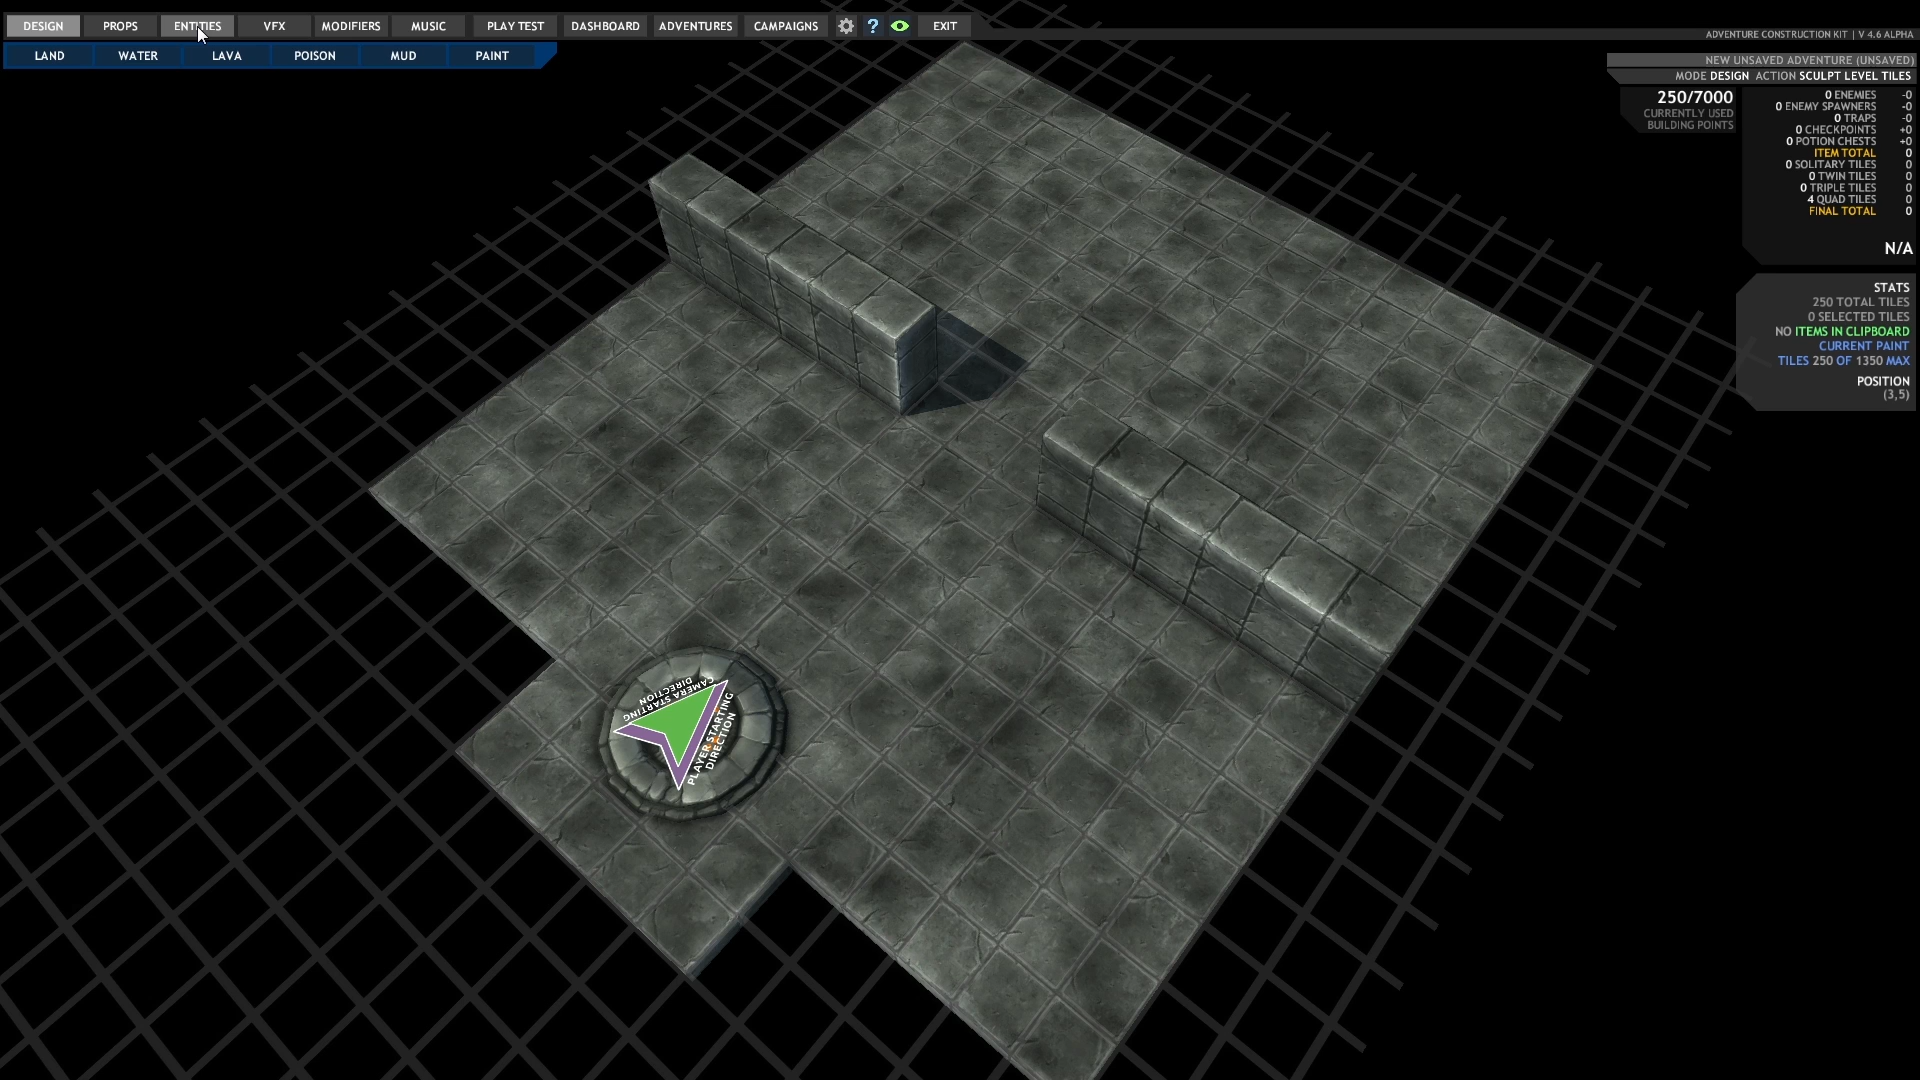 DESIGN PROPS ENTITIES VFX MODIFIERS MUSIC PLAY TEST DASHBOARD ADVENTURES CAMPAIGNS ? EXIT
ADVENTURE CONSTRUCTION KIT | V 4.6 ALPHA
LAND WATER LAVA POISON MUD PAINT
NEW UNSAVED ADVENTURE (UNSAVED)
MODE DESIGN ACTION SCULPT LEVEL TILES
250/7000
CURRENTLY USED
BUILDING POINTS
0 ENEMIES -0
0 ENEMY SPAWNERS -0
0 TRAPS -0
0 CHECKPOINTS +0
0 POTION CHESTS +0
ITEM TOTAL 0
0 SOLITARY TILES 0
0 TWIN TILES 0
0 TRIPLE TILES 0
4 QUAD TILES 0
FINAL TOTAL 0
N/A
STATS
250 TOTAL TILES
0 SELECTED TILES
NO ITEMS IN CLIPBOARD
CURRENT PAINT
TILES 250 OF 1350 MAX
POSITION
(3,5)
CAMERA STARTING
DIRECTION
PLAYER STARTING
DIRECTION